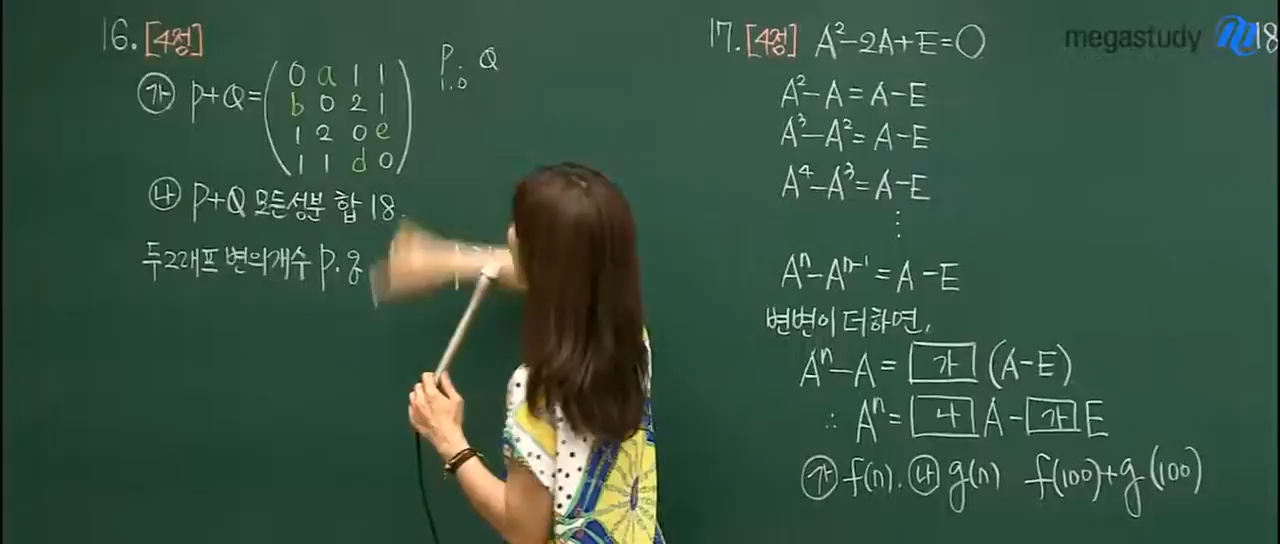 16. [4점]
㉮ P+Q=
0 a 1 1
b 0 2 1
1 2 0 e
1 1 d 0
P. Q
1.0
㉯ P+Q 모든성분 합 18.
두그래프 변의개수 p. q
17. [4점] A²-2A+E=O
A²-A=A-E
A³-A²=A-E
A⁴-A³=A-E
⋮
Aⁿ-Aⁿ⁻¹=A-E
변변이 더하면,
Aⁿ-A= 가 (A-E)
∴ Aⁿ= 나 A- 가 E
㉮ f(n). ㉯ g(n) f(100)+g(100)
megastudy
18